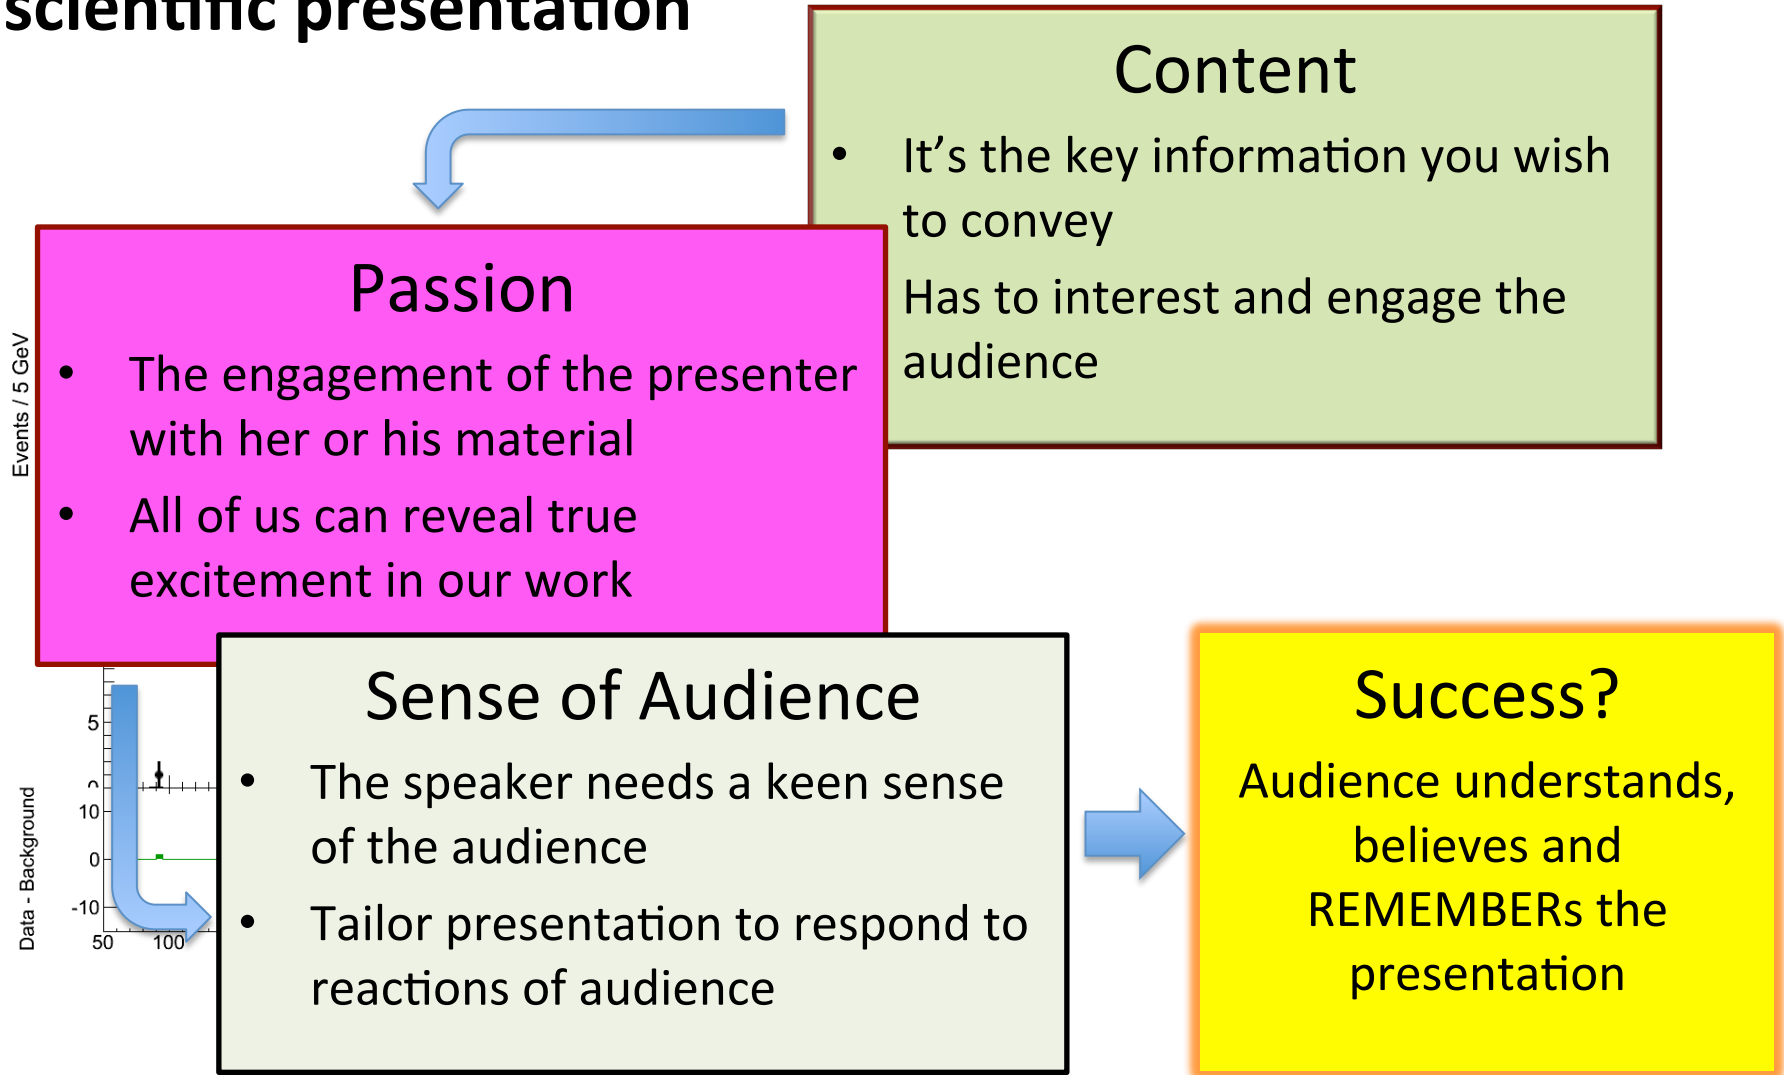 scientific presentation
Content
• It’s the key information you wish
to convey
Has to interest and engage the
audience
Passion
• The engagement of the presenter
with her or his material
• All of us can reveal true
excitement in our work
Events / 5 GeV
Sense of Audience
• The speaker needs a keen sense
of the audience
• Tailor presentation to respond to
reactions of audience
Success?
Audience understands,
believes and
REMEMBERs the
presentation
5
0
10
0
-10
50 100
Data - Background